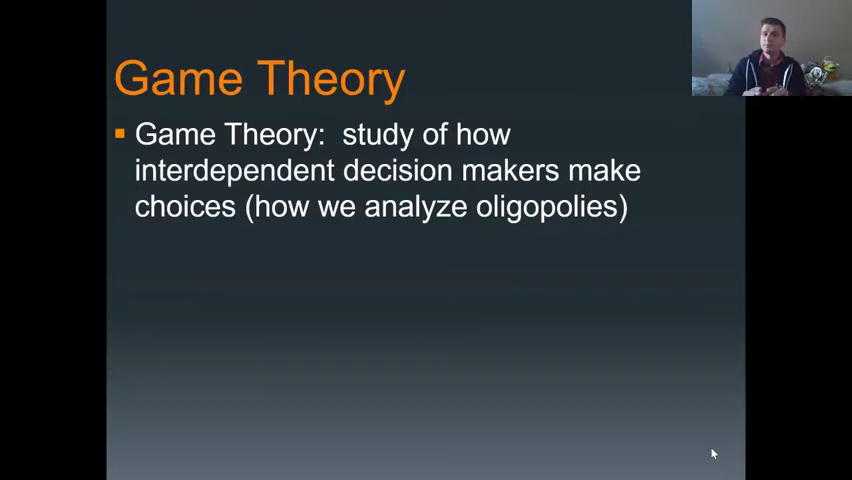 Game Theory
Game Theory: study of how
interdependent decision makers make
choices (how we analyze oligopolies)